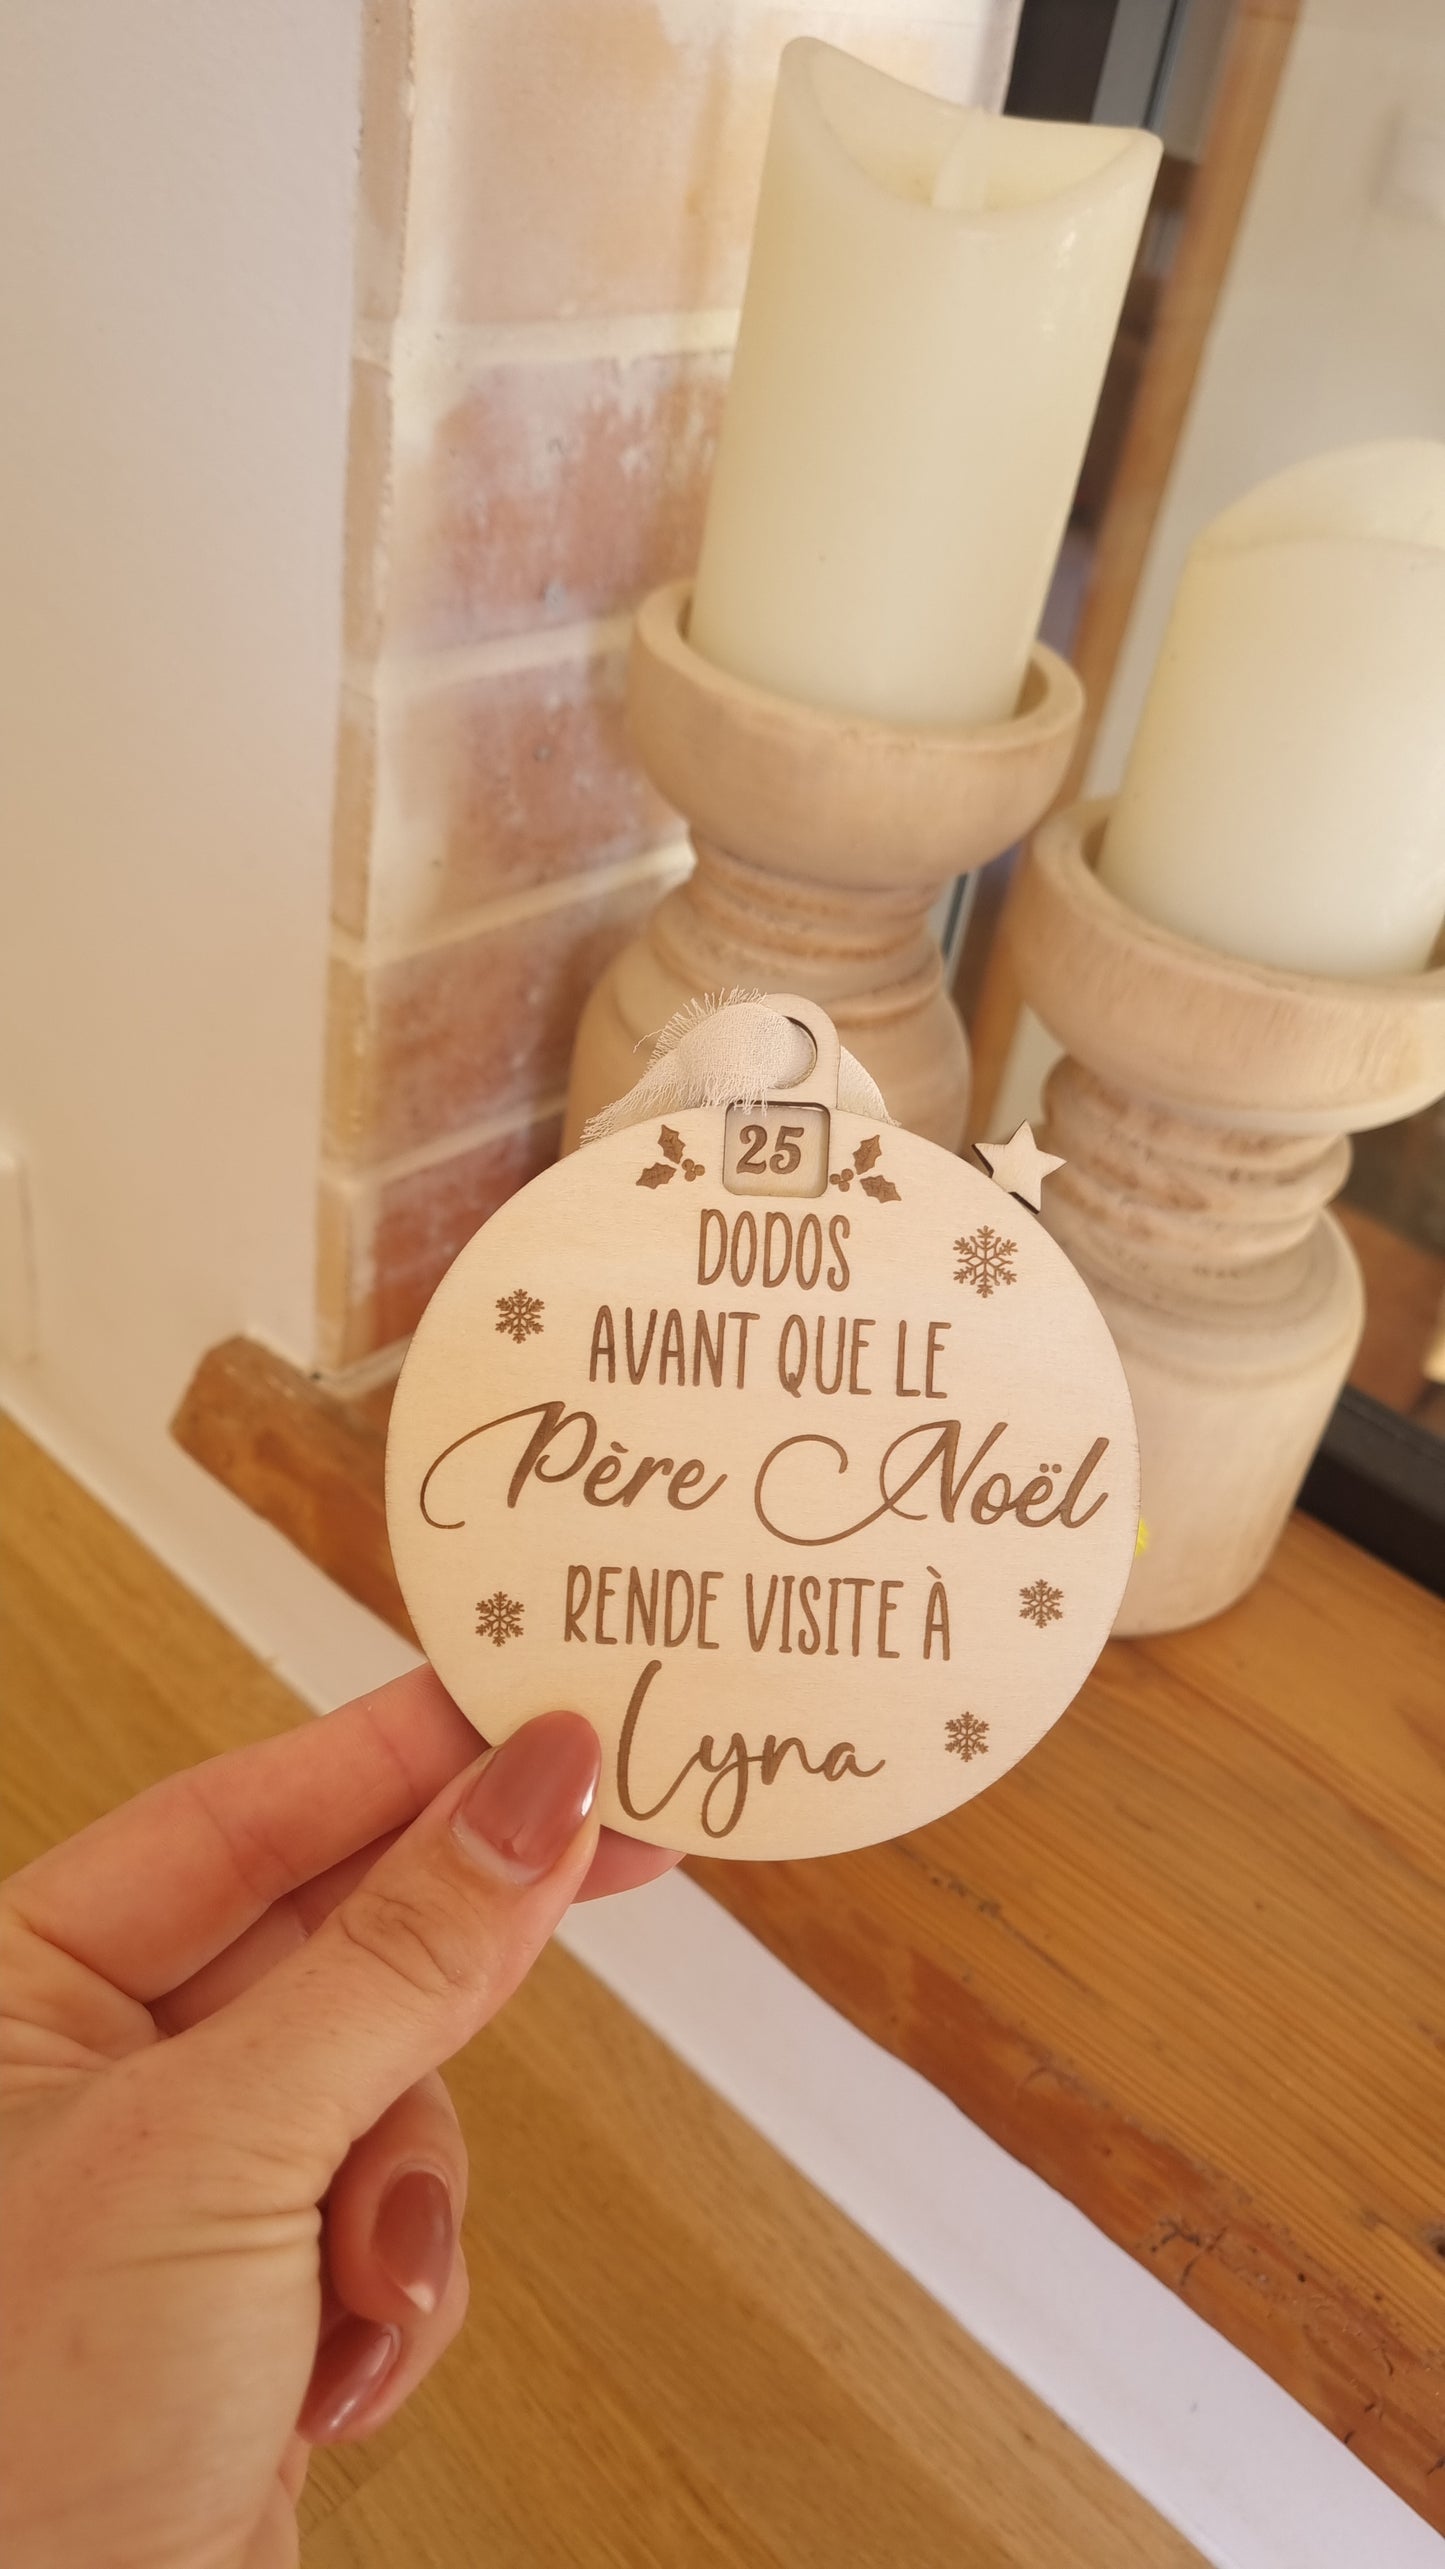 25
DODOS
AVANT QUE LE
Père Noël
RENDE VISITE À
Lyna